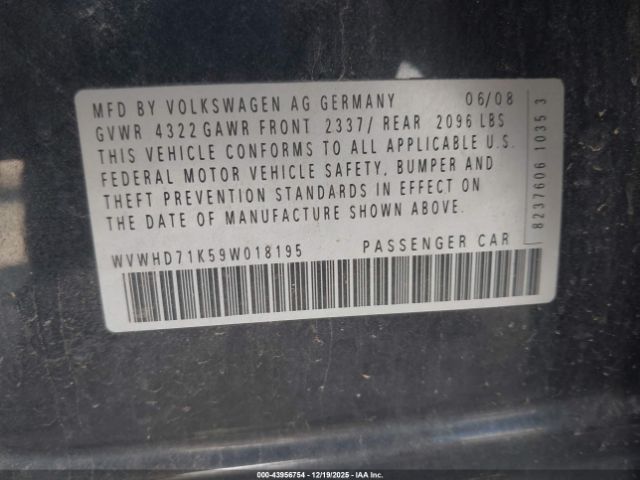 MFD BY VOLKSWAGEN AG GERMANY 06/08
GVWR 4322 GAWR FRONT 2337/ REAR 2096 LBS
THIS VEHICLE CONFORMS TO ALL APPLICABLE U.S.
FEDERAL MOTOR VEHICLE SAFETY, BUMPER AND
THEFT PREVENTION STANDARDS IN EFFECT ON
THE DATE OF MANUFACTURE SHOWN ABOVE.
WVWHD71K59W018195 PASSENGER CAR
8237606 1035 3
000-43956754 | 12/19/2025 | IAA Inc.